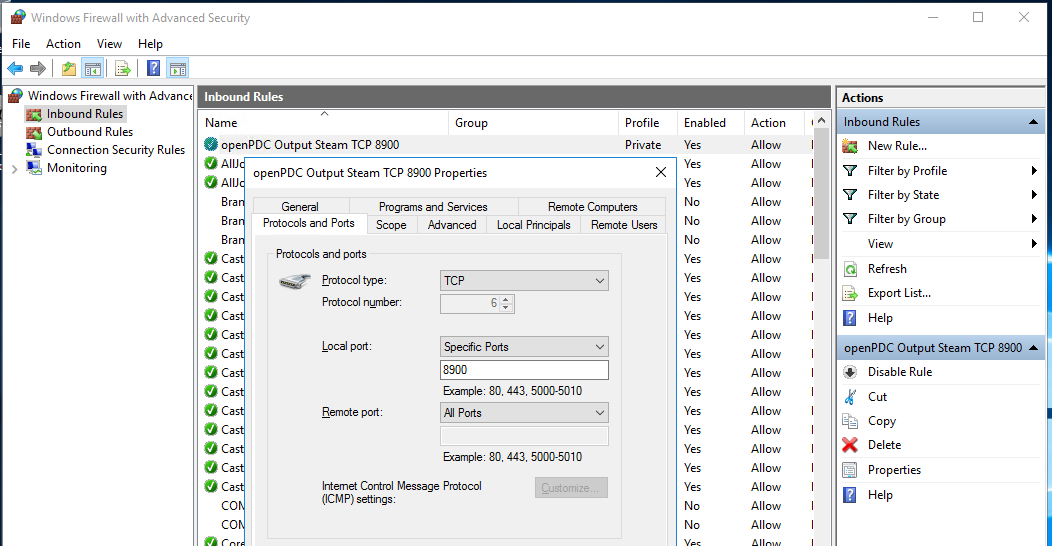 Windows Firewall with Advanced Security
File Action View Help
Windows Firewall with Advance
Inbound Rules
Outbound Rules
Connection Security Rules
Monitoring
Inbound Rules
Name Group Profile Enabled Action
openPDC Output Steam TCP 8900 Private Yes Allow
AllJo Yes Allow
AllJo Yes Allow
Bran No Allow
Bran No Allow
Bran No Allow
Cast Yes Allow
Cast Yes Allow
Cast Yes Allow
Cast Yes Allow
Cast Yes Allow
Cast Yes Allow
Cast Yes Allow
Cast Yes Allow
Cast Yes Allow
Cast Yes Allow
Cast Yes Allow
Cast Yes Allow
Cast Yes Allow
COM No Allow
COM No Allow
Core Yes Allow
openPDC Output Steam TCP 8900 Properties
General Programs and Services Remote Computers
Protocols and Ports Scope Advanced Local Principals Remote Users
Protocols and ports
Protocol type: TCP
Protocol number: 6
Local port: Specific Ports
8900
Example: 80, 443, 5000-5010
Remote port: All Ports
Example: 80, 443, 5000-5010
Internet Control Message Protocol
(ICMP) settings: Customize...
Actions
Inbound Rules
New Rule...
Filter by Profile
Filter by State
Filter by Group
View
Refresh
Export List...
Help
openPDC Output Steam TCP 8900
Disable Rule
Cut
Copy
Delete
Properties
Help